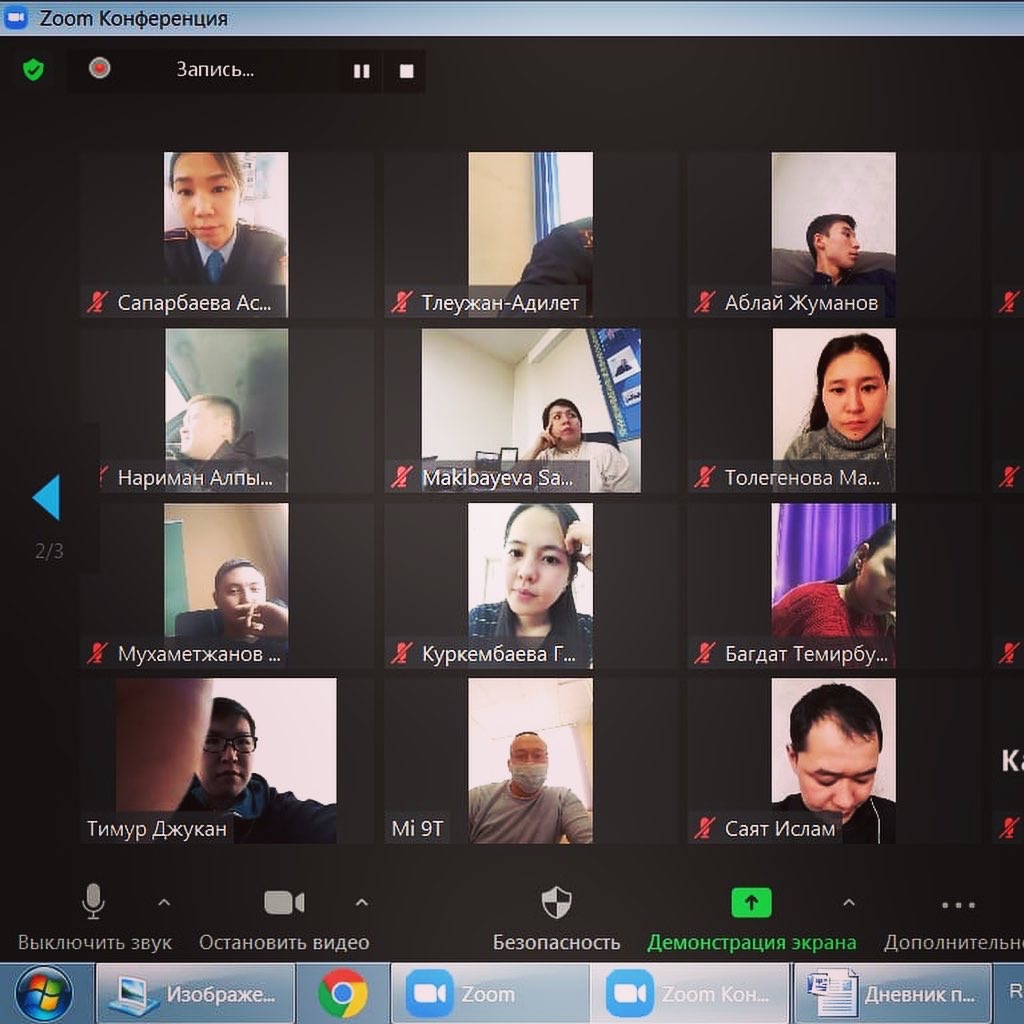 Zoom Конференция
Запись...
Сапарбаева Ас...
Тлеужан-Адилет
Аблай Жуманов
Нариман Алпы...
Makibayeva Sa...
Толегенова Ма...
2/3
Мухаметжанов ...
Куркембаева Г...
Багдат Темирбу...
Ка
Тимур Джукан
Mi 9T
Саят Ислам
Выключить звук
Остановить видео
Безопасность
Демонстрация экрана
Дополнительно
Изображе...
Zoom
Zoom Кон...
Дневник п...
R